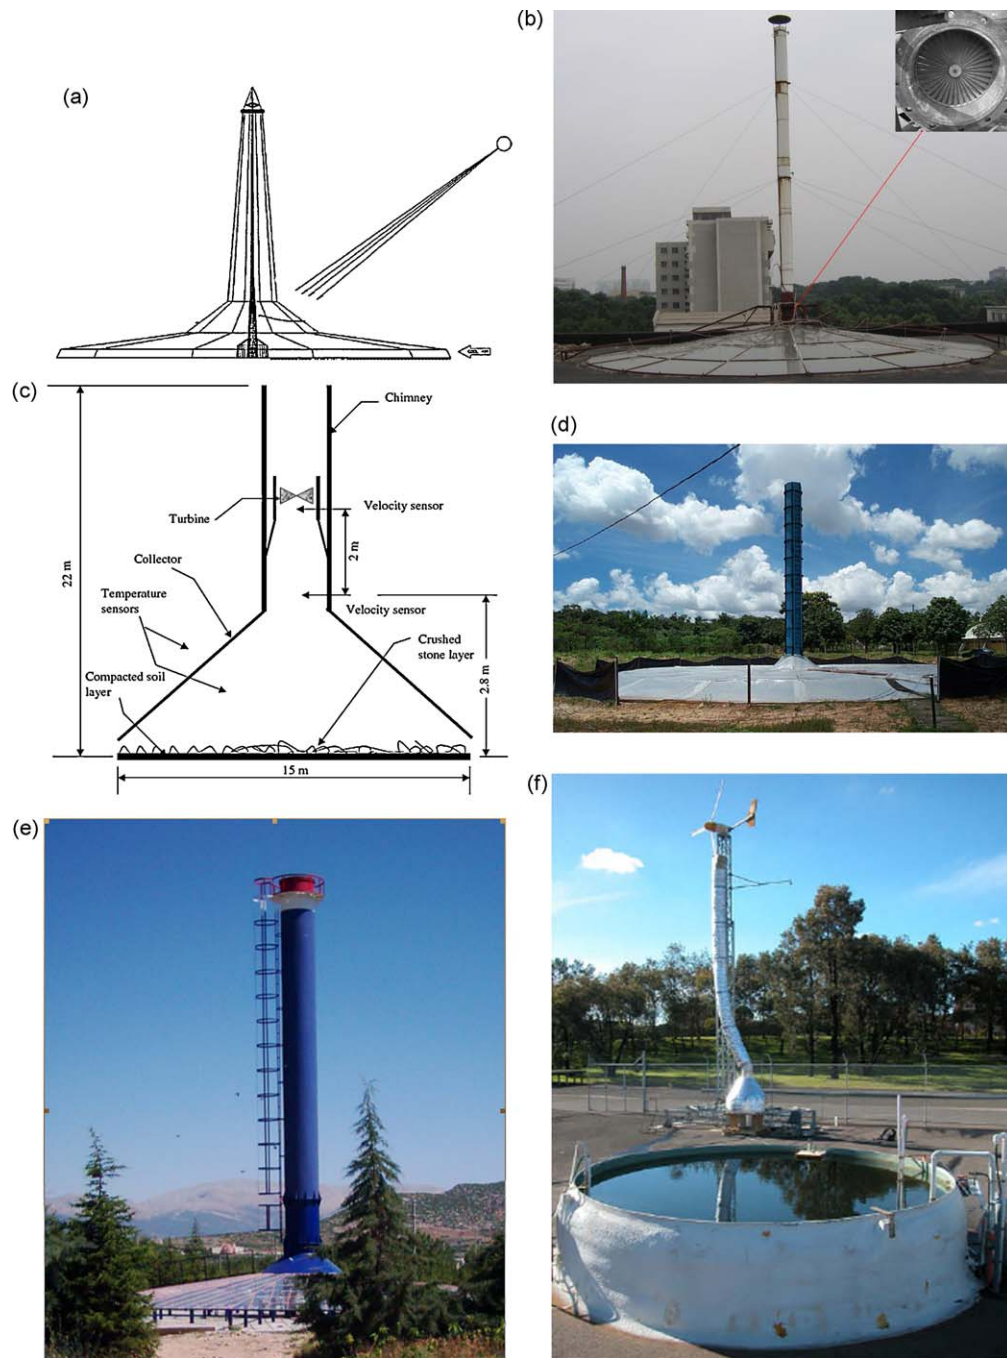 (a)
(b)
(c)
Chimney
Turbine
Velocity sensor
2 m
Collector
22 m
Temperature
sensors
Velocity sensor
Crushed
stone layer
Compacted soil
layer
2.8 m
15 m
(d)
(e)
(f)